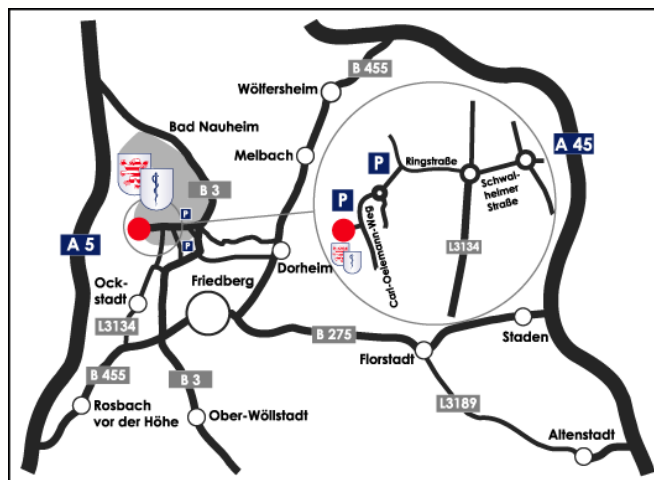 B 455
Wölfersheim
Bad Nauheim
A 45
Melbach
P
Ringstraße
Schwal-
heimer
Straße
B 3
P
P
Carl-Oelemann-Weg
A 5
P
L3134
Dorheim
Ock-
stadt
Friedberg
L3134
B 275
Staden
Florstadt
B 455
B 3
L3189
Rosbach
vor der Höhe
Ober-Wöllstadt
Altenstadt